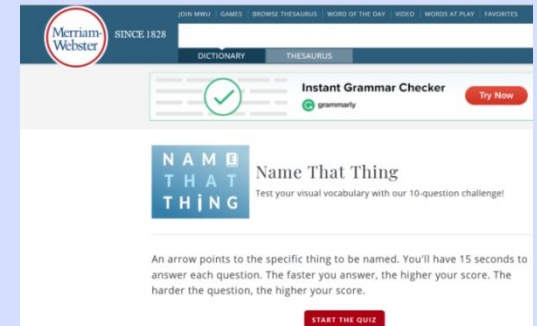 JOIN MWU GAMES BROWSE THESAURUS WORD OF THE DAY VIDEO WORDS AT PLAY FAVORITES
Merriam-
Webster
SINCE 1828
DICTIONARY THESAURUS
Instant Grammar Checker
grammarly
Try Now
NAME
THAT
THiNG
Name That Thing
Test your visual vocabulary with our 10-question challenge!
An arrow points to the specific thing to be named. You'll have 15 seconds to
answer each question. The faster you answer, the higher your score. The
harder the question, the higher your score.
START THE QUIZ